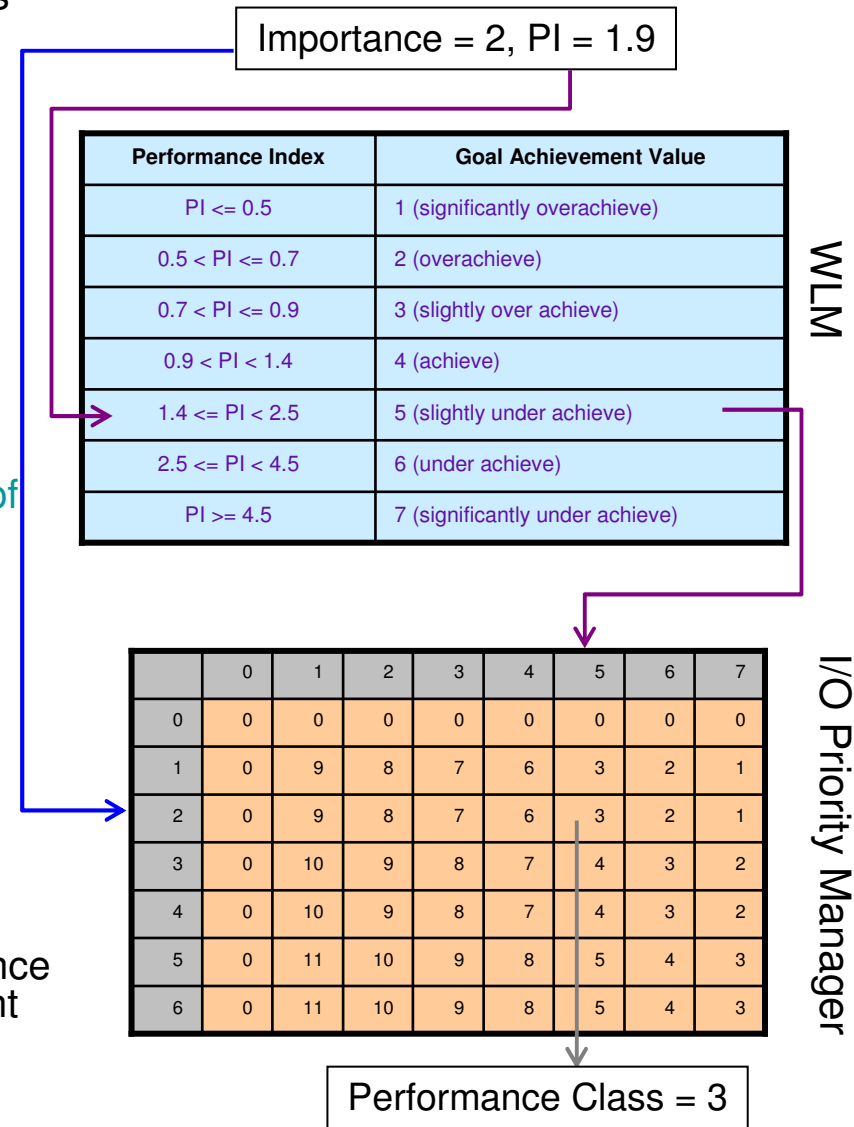 s
Importance = 2, PI = 1.9
Performance Index Goal Achievement Value
PI <= 0.5 1 (significantly overachieve)
0.5 < PI <= 0.7 2 (overachieve)
0.7 < PI <= 0.9 3 (slightly over achieve)
0.9 < PI < 1.4 4 (achieve)
1.4 <= PI < 2.5 5 (slightly under achieve)
2.5 <= PI < 4.5 6 (under achieve)
PI >= 4.5 7 (significantly under achieve)
WLM
of
0 1 2 3 4 5 6 7
0 0 0 0 0 0 0 0 0
1 0 9 8 7 6 3 2 1
2 0 9 8 7 6 3 2 1
3 0 10 9 8 7 4 3 2
4 0 10 9 8 7 4 3 2
5 0 11 10 9 8 5 4 3
6 0 11 10 9 8 5 4 3
I/O Priority Manager
nce
nt
Performance Class = 3